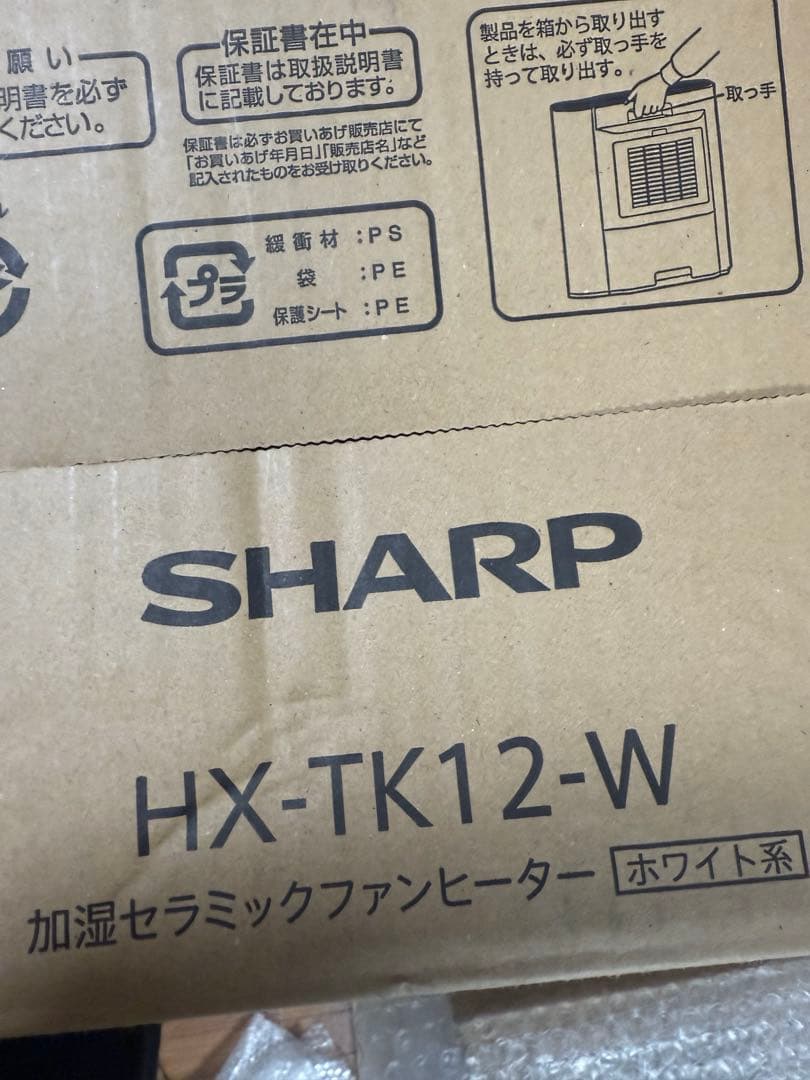 願い
明書を必ず
ください。
保証書在中
保証書は取扱説明書
に記載しております。
保証書は必ずお買いあげ販売店にて
「お買いあげ年月日」「販売店名」など
記入されたものをお受け取りください。
プラ
緩衝材 :PS
袋 :PE
保護シート :PE
製品を箱から取り出す
ときは、必ず取っ手を
持って取り出す。
取っ手
SHARP
HX-TK12-W
加湿セラミックファンヒーター ホワイト系